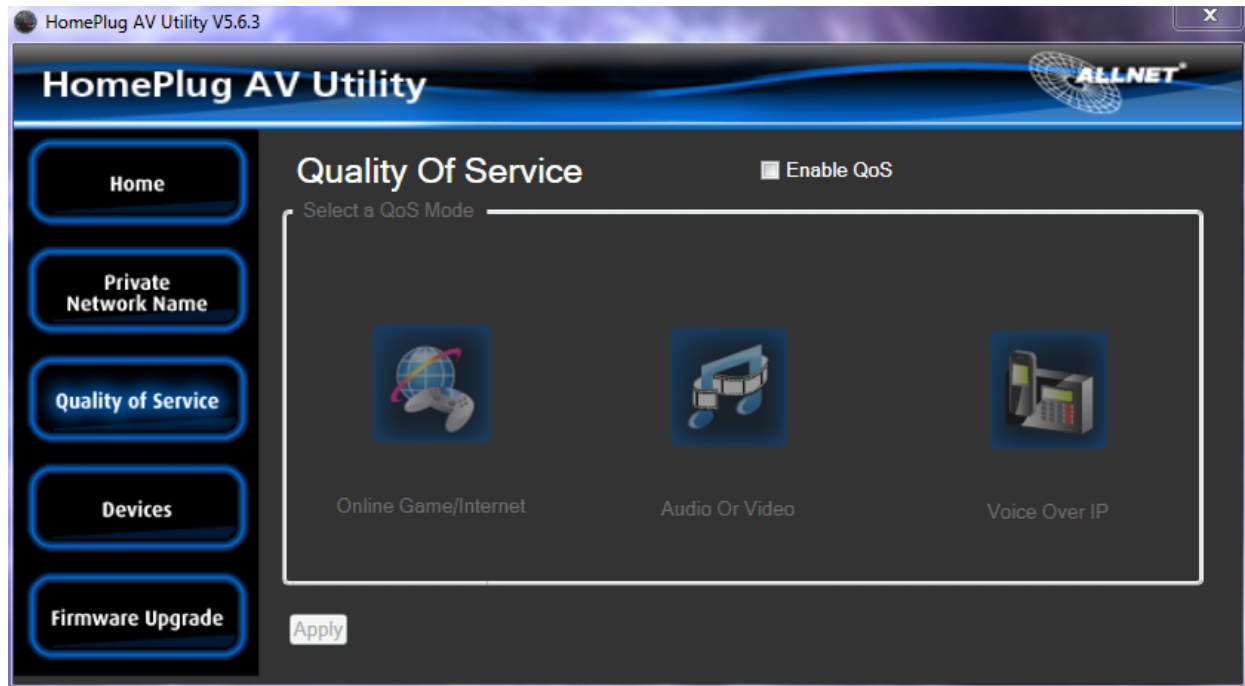 HomePlug AV Utility V5.6.3
X
HomePlug AV Utility
ALLNET®
Home
Private
Network Name
Quality of Service
Devices
Firmware Upgrade
Quality Of Service
Enable QoS
Select a QoS Mode
Online Game/Internet
Audio Or Video
Voice Over IP
Apply